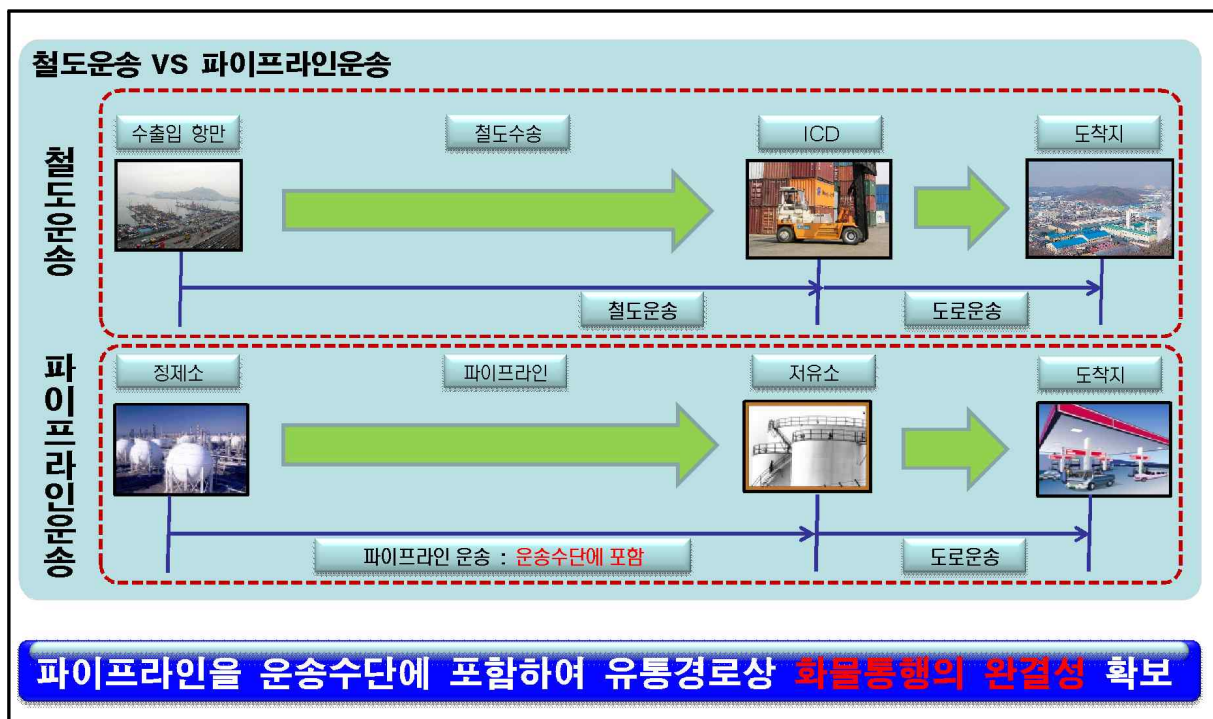 철도운송 VS 파이프라인운송
철도운송
수출입 항만
철도수송
ICD
도착지
철도운송
도로운송
파이프라인운송
정제소
파이프라인
저유소
도착지
파이프라인 운송 : 운송수단에 포함
도로운송
파이프라인을 운송수단에 포함하여 유통경로상 화물통행의 완결성 확보